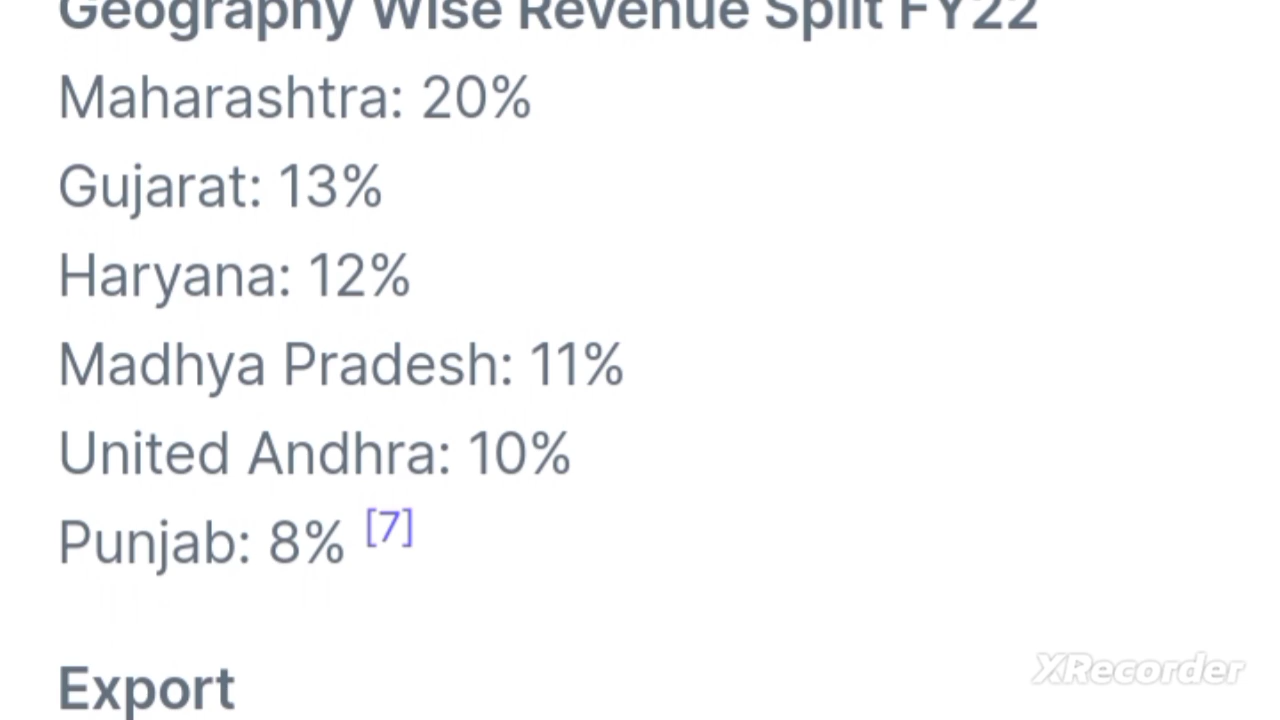 Geography Wise Revenue Split FY22
Maharashtra: 20%
Gujarat: 13%
Haryana: 12%
Madhya Pradesh: 11%
United Andhra: 10%
Punjab: 8% [7]
Export
XRecorder